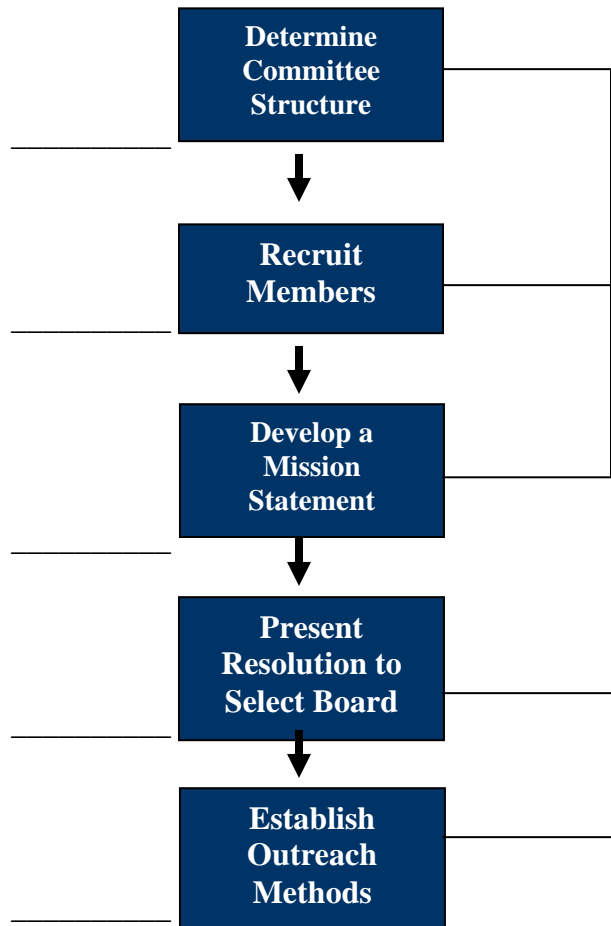 Determine
Committee
Structure
Recruit
Members
Develop a
Mission
Statement
Present
Resolution to
Select Board
Establish
Outreach
Methods